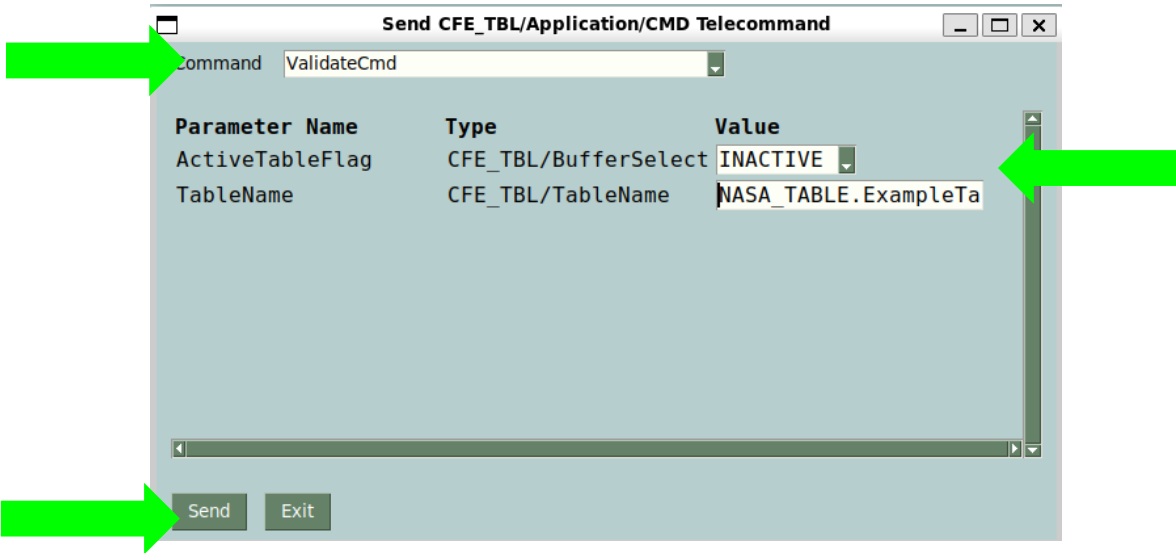 Send CFE_TBL/Application/CMD Telecommand
Command ValidateCmd
Parameter Name Type Value
ActiveTableFlag CFE_TBL/BufferSelect INACTIVE
TableName CFE_TBL/TableName NASA_TABLE.ExampleTa
Send Exit